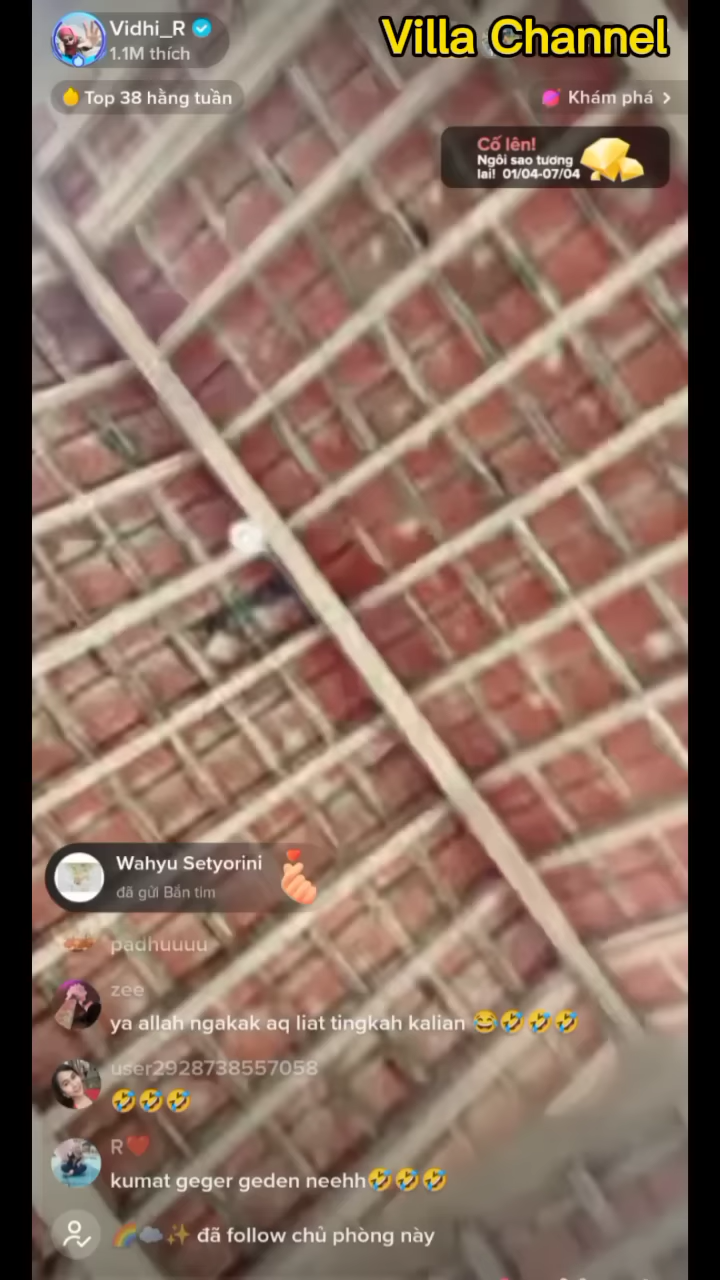 Vidhi_R
1.1M thích
Villa Channel
Top 38 hằng tuần
Khám phá
Cố lên!
Ngôi sao tương
lai! 01/04-07/04
Wahyu Setyorini
đã gửi Bắn tim
padhuuuu
zee
ya allah ngakak aq liat tingkah kalian 😂🤣🤣🤣
user2928738557058
🤣🤣🤣
R❤️
kumat geger geden neehh🤣🤣🤣
🌈☁️✨ đã follow chủ phòng này